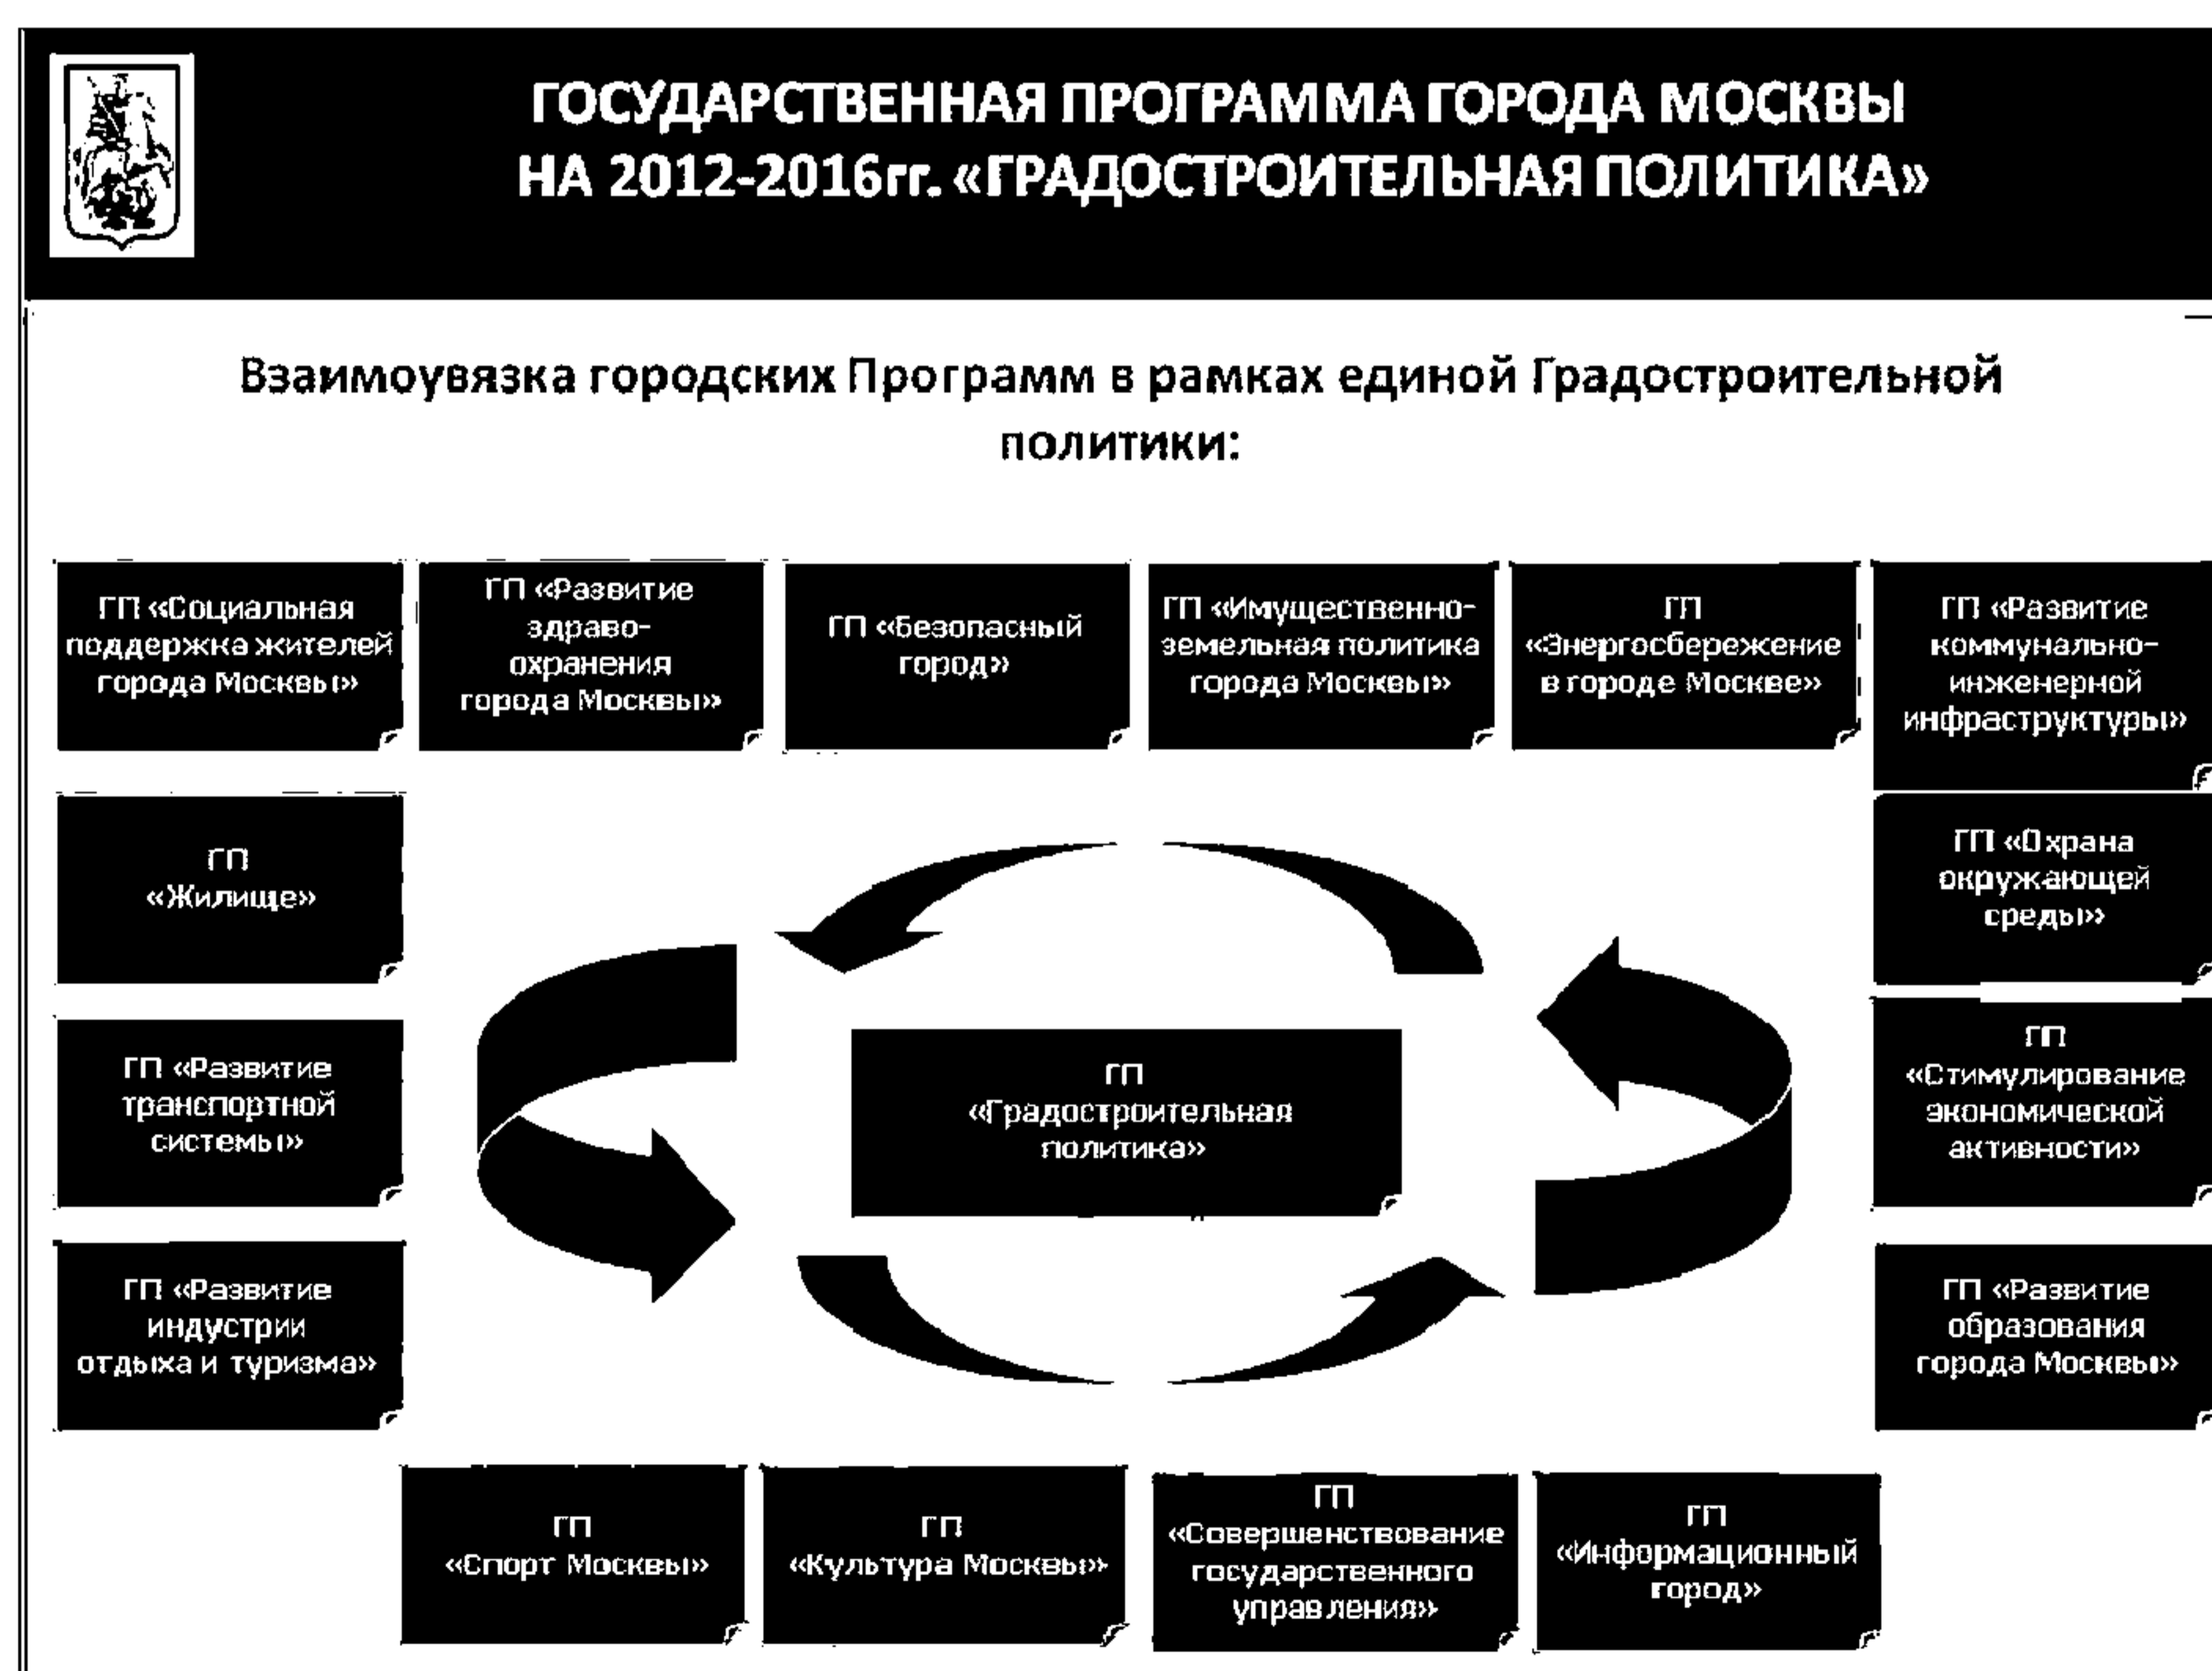 ГОСУДАРСТВЕННАЯ ПРОГРАММА ГОРОДА МОСКВЫ
НА 2012-2016гг. «ГРАДОСТРОИТЕЛЬНАЯ ПОЛИТИКА»
Взаимоувязка городских Программ в рамках единой Градостроительной
политики:
ГП «Социальная
поддержка жителей
города Москвы»
ГП «Развитие
здраво-
охранения
города Москвы»
ГП «Безопасный
город»
ГП «Имущественно-
земельная политика
города Москвы»
ГП
«Энергосбережение
в городе Москве»
ГП «Развитие
коммунально-
инженерной
инфраструктуры»
ГП
«Жилище»
ГП «Охрана
окружающей
среды»
ГП «Развитие
транспортной
системы»
ГП
«Градостроительная
политика»
ГП
«Стимулирование
экономической
активности»
ГП «Развитие
индустрии
отдыха и туризма»
ГП «Развитие
образования
города Москвы»
ГП
«Спорт Москвы»
ГП
«Культура Москвы»
ГП
«Совершенствование
государственного
управления»
ГП
«Информационный
город»